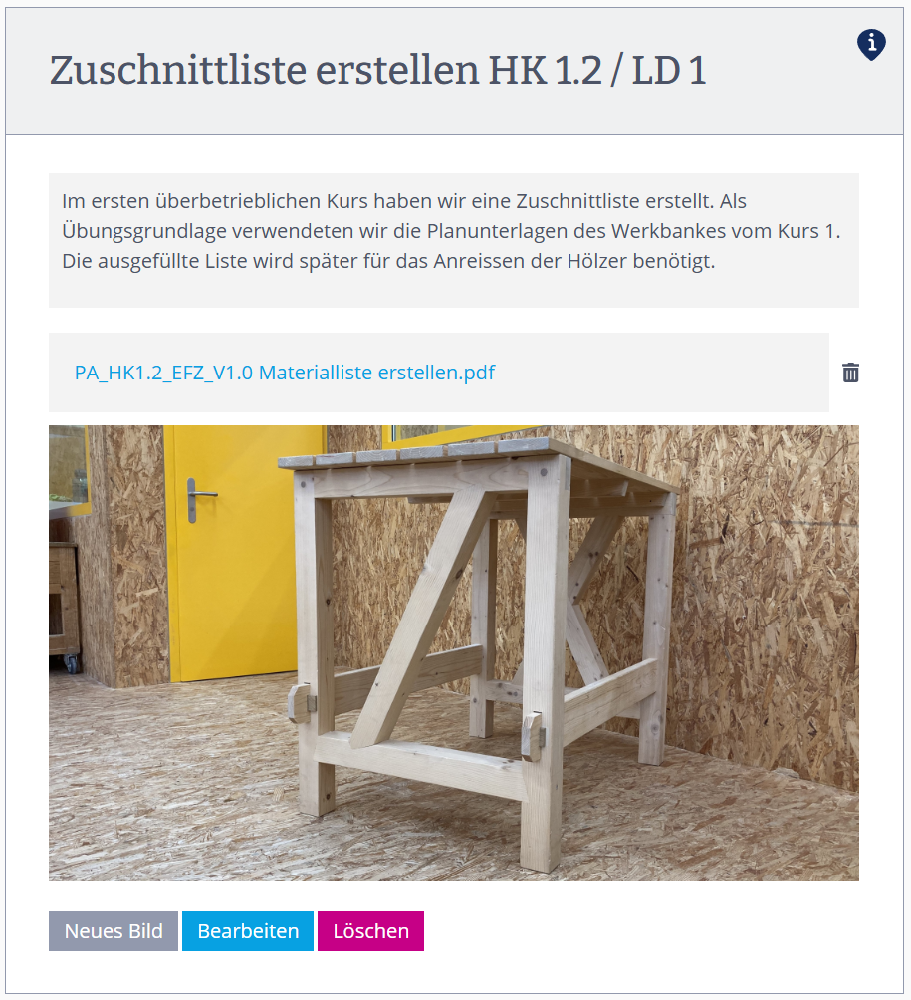 Zuschnittliste erstellen HK 1.2 / LD 1
Im ersten überbetrieblichen Kurs haben wir eine Zuschnittliste erstellt. Als
Übungsgrundlage verwendeten wir die Planunterlagen des Werkbankes vom Kurs 1.
Die ausgefüllte Liste wird später für das Anreissen der Hölzer benötigt.
PA_HK1.2_EFZ_V1.0 Materialliste erstellen.pdf
Neues Bild
Bearbeiten
Löschen